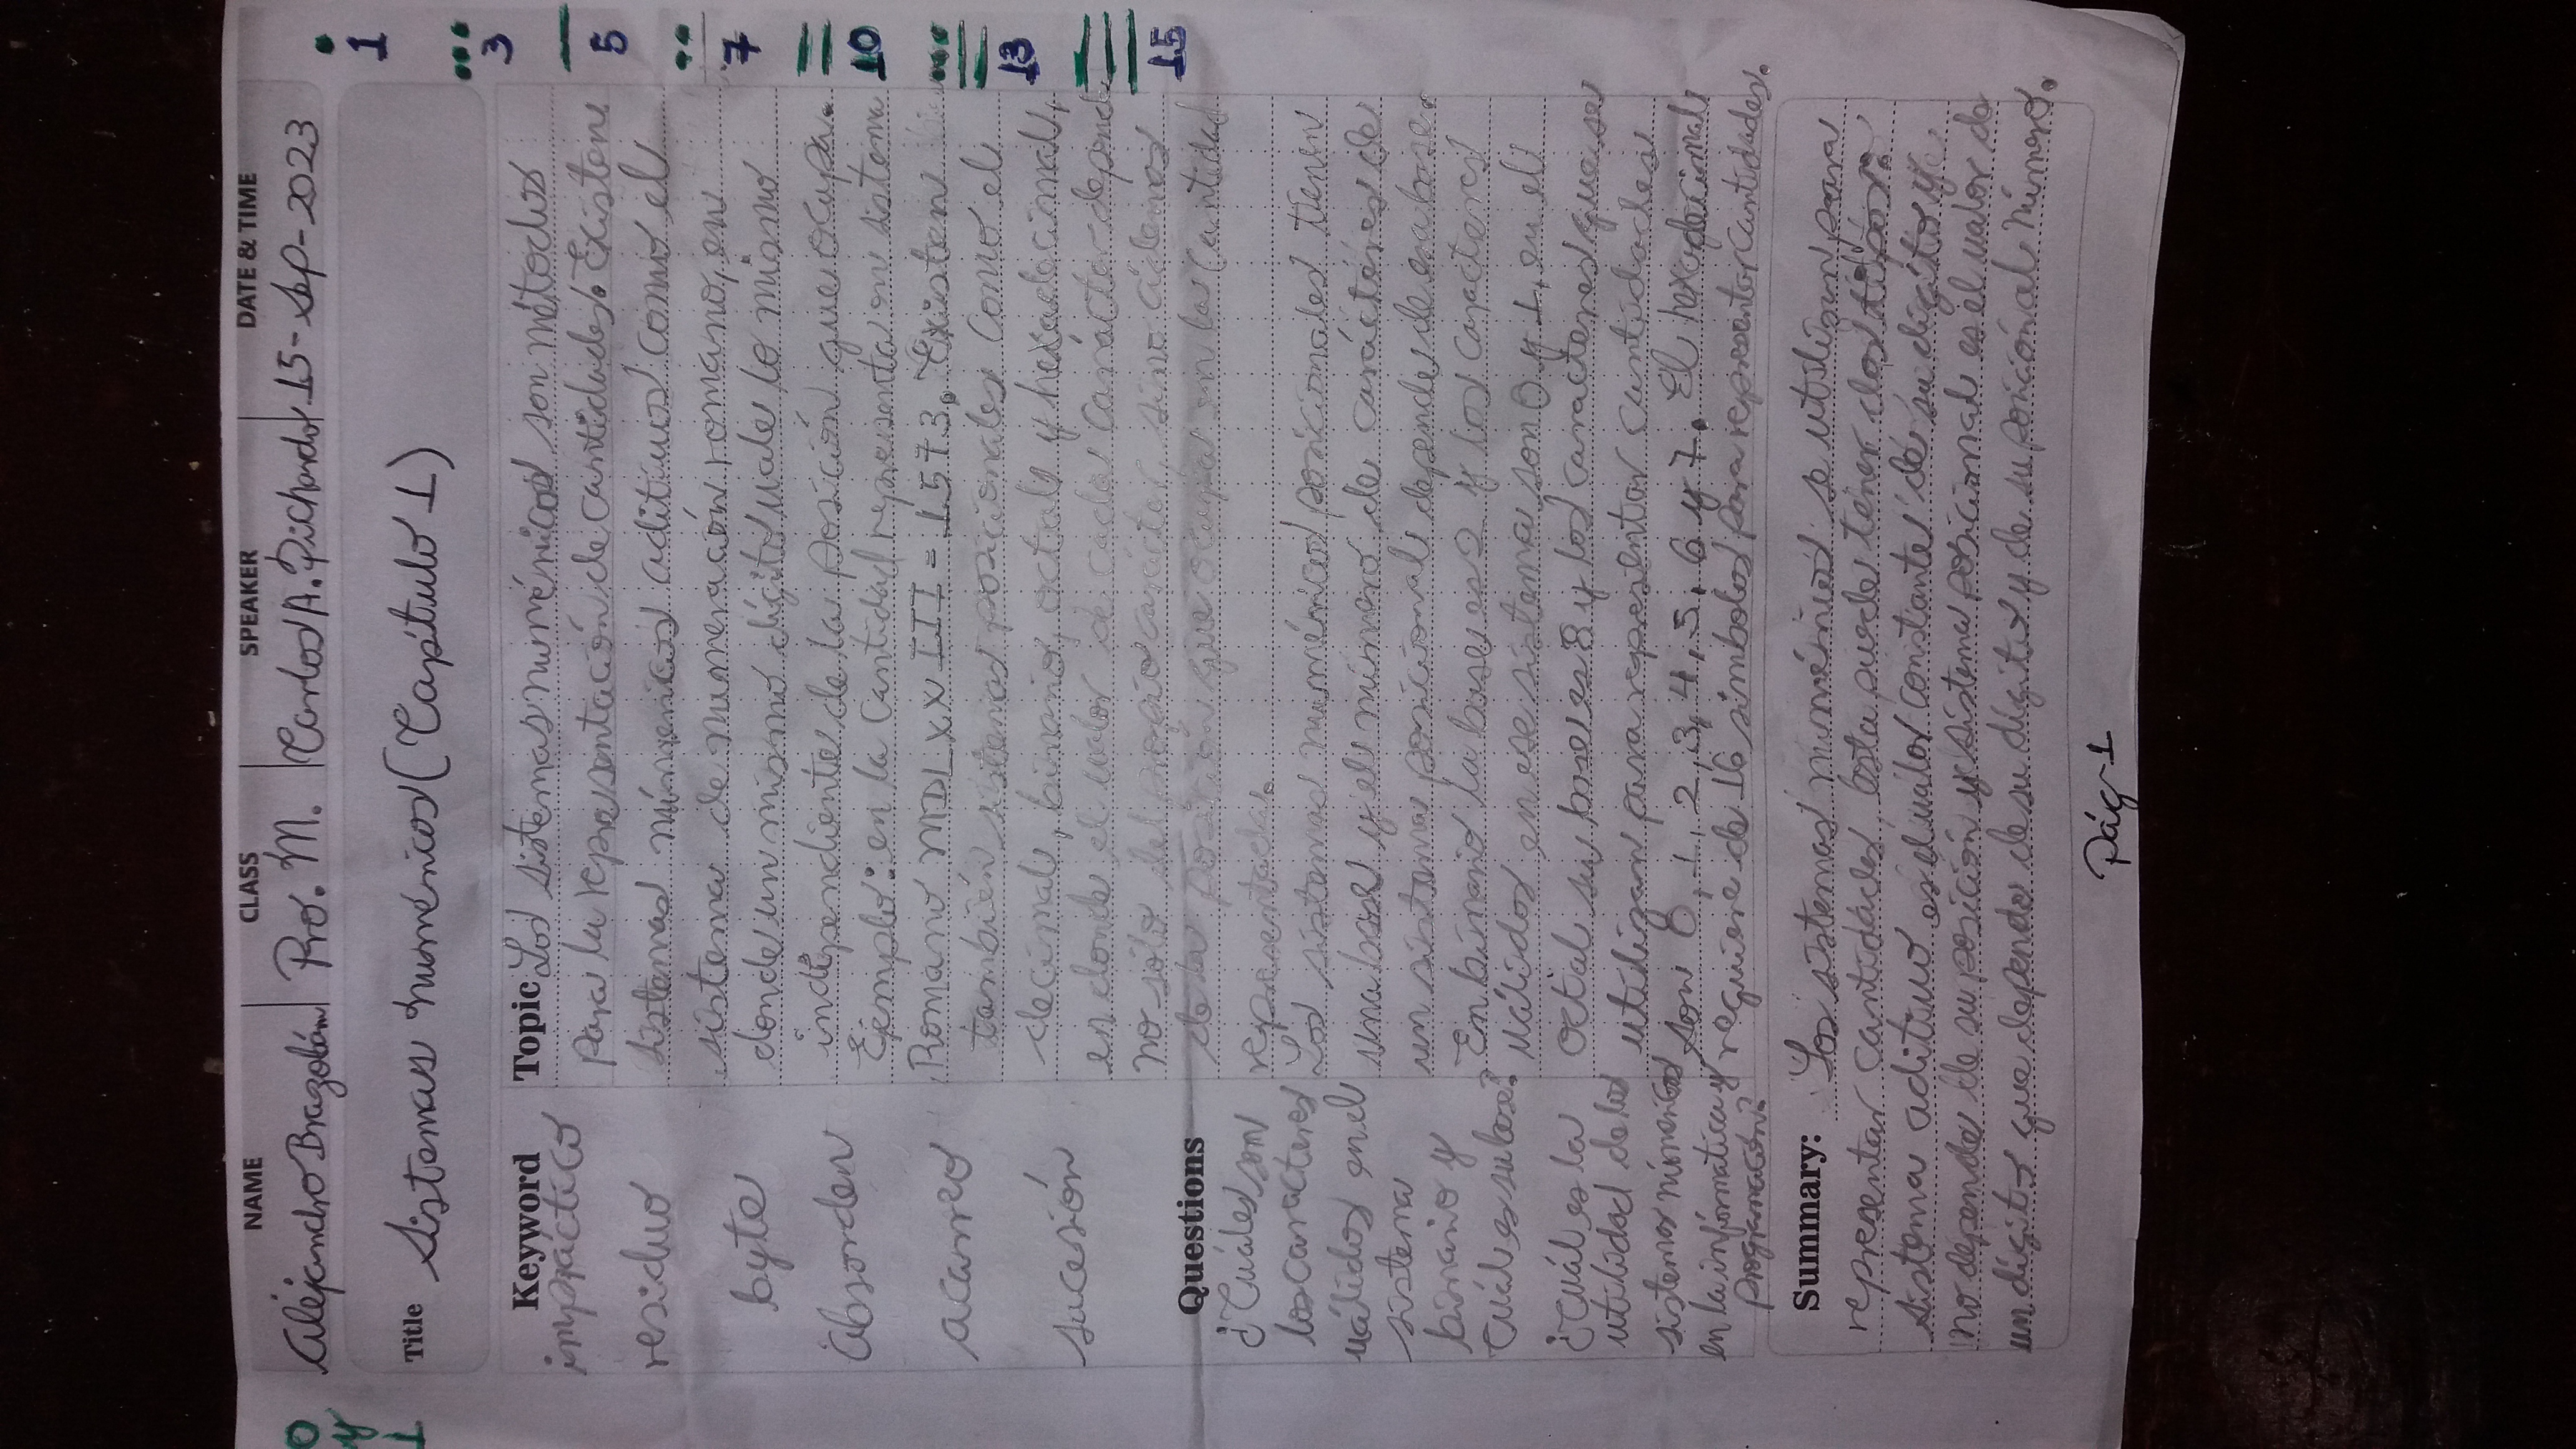 NAME CLASS SPEAKER DATE & TIME
Alejandro Brazobán Pro. M. Carlos A. Pichardo 15-Sep-2023
Title Sistemas numéricos (Capítulo 1)
Keyword
impráctico
residuo
byte
absorden
acarreo
sucesión
Questions
¿Cuáles son
los caracteres
válidos en el
sistema
binario y
cuál es su base?
¿Cuál es la
utilidad de los
sistemas númericos
en la informática y
programación?
Topic Los sistemas numéricos son métodos
para la representación de cantidades. Existen
sistemas númericos aditivos como el
sistema de numeración romano, en
donde un mismo dígito vale lo mismo
independiente de la posición que ocupa.
Ejemplo: en la cantidad representa en sistema
Romano MDLXXIII = 1573. Existen
también sistemas posicionales como el
decimal, binario, octal y hexadecimal,
en donde el valor de cada carácter depende
no sólo del propio carácter, sino además
de la posición que ocupa en la cantidad
representada.
Los sistemas numéricos posicionales tienen
una base y el número de carácteres de
un sistema posicional depende de esa base.
En binario la base es 2 y los caracteres
válidos en ese sistema son 0 y 1, en el
octal su base es 8 y los caracteres que se
utilizan para representar cantidades
son 0, 1, 2, 3, 4, 5, 6 y 7. El hexadecimal
requiere de 16 símbolos para representar cantidades.
Summary: Los sistemas numéricos se utilizan para
representar cantidades, esta puede tener dos tipos:
sistema aditivo es el valor constante de su dígito y
no depende de su posición y sistema posicional es el valor de
un dígito que depende de su dígito y de su posición al número.
Pág-1
0
y
1
1
3
5
7
10
13
15